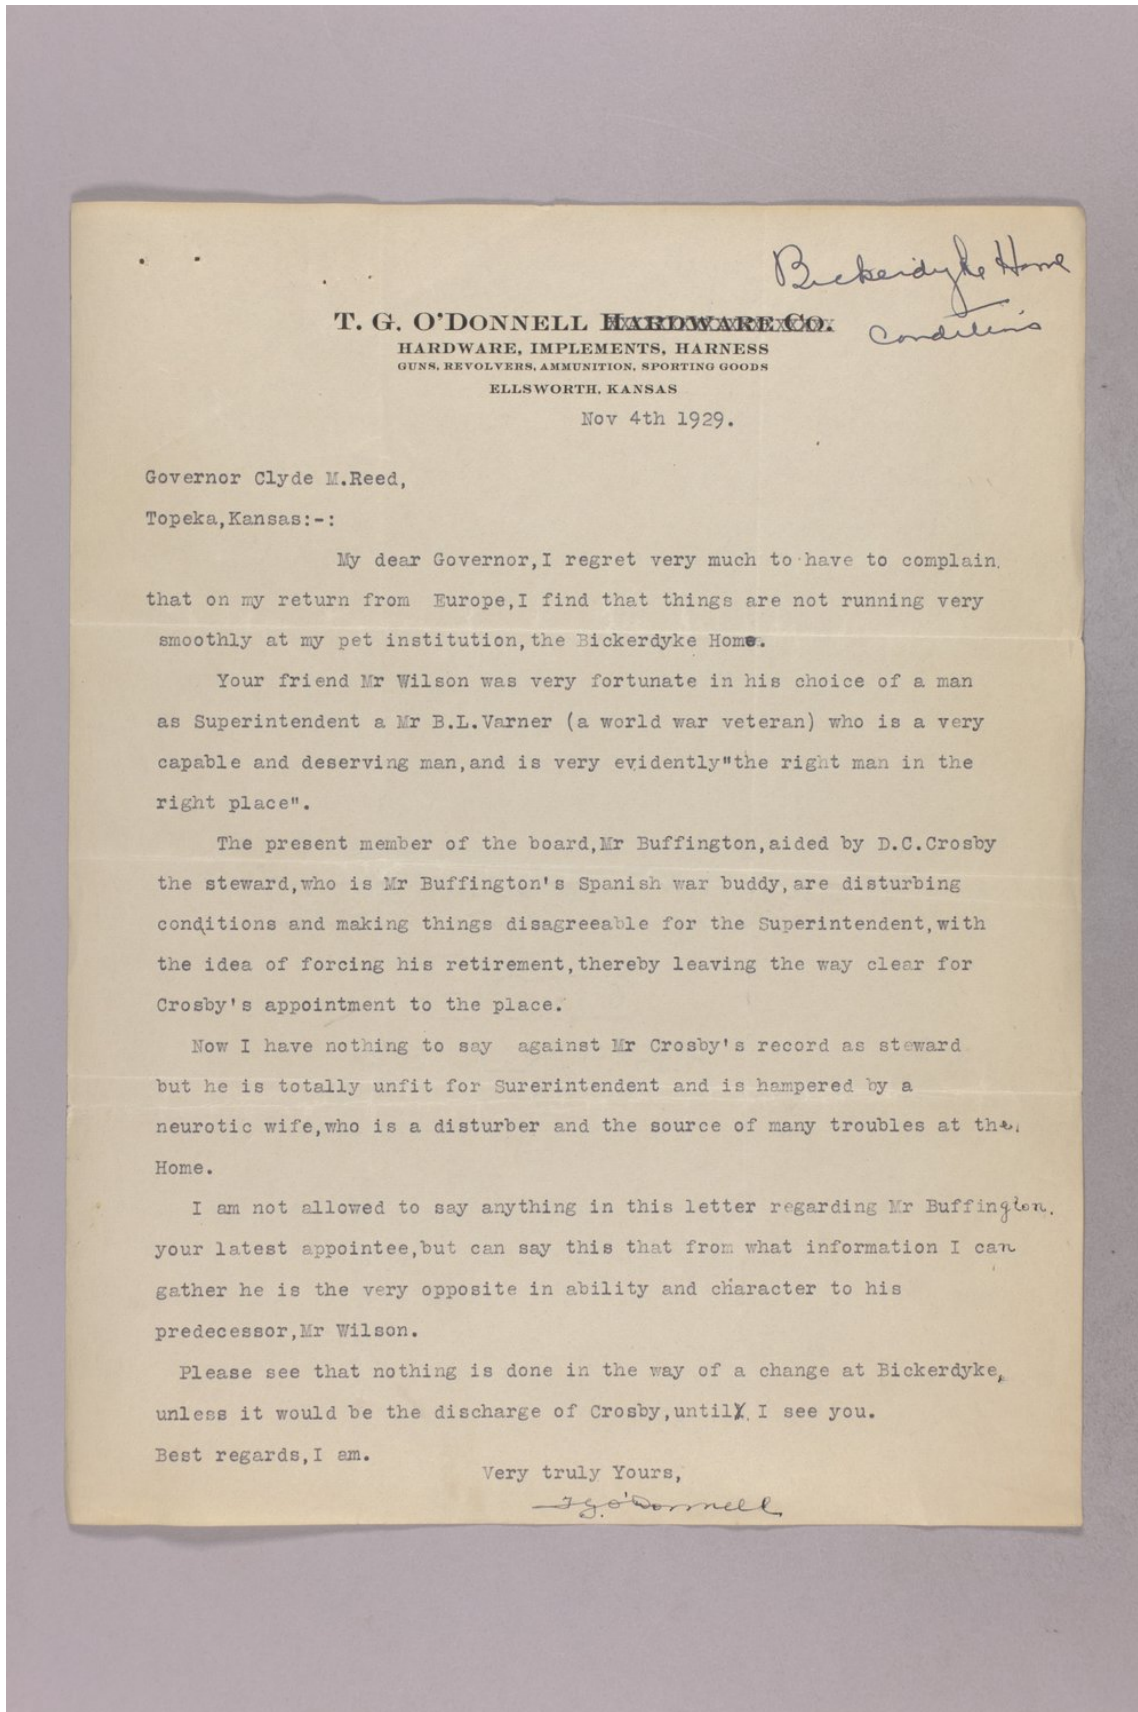 Bickerdyke Home
Conditions
T. G. O'DONNELL HARDWARE CO.
HARDWARE, IMPLEMENTS, HARNESS
GUNS, REVOLVERS, AMMUNITION, SPORTING GOODS
ELLSWORTH, KANSAS
Nov 4th 1929.
Governor Clyde M.Reed,
Topeka,Kansas:-:
My dear Governor,I regret very much to have to complain.
that on my return from Europe,I find that things are not running very
smoothly at my pet institution,the Bickerdyke Home.
Your friend Mr Wilson was very fortunate in his choice of a man
as Superintendent a Mr B.L.Varner (a world war veteran) who is a very
capable and deserving man,and is very evidently"the right man in the
right place".
The present member of the board,Mr Buffington,aided by D.C.Crosby
the steward,who is Mr Buffington's Spanish war buddy,are disturbing
conditions and making things disagreeable for the Superintendent,with
the idea of forcing his retirement,thereby leaving the way clear for
Crosby's appointment to the place.
Now I have nothing to say against Mr Crosby's record as steward
but he is totally unfit for Surerintendent and is hampered by a
neurotic wife,who is a disturber and the source of many troubles at the
Home.
I am not allowed to say anything in this letter regarding Mr Buffington.
your latest appointee,but can say this that from what information I can
gather he is the very opposite in ability and character to his
predecessor,Mr Wilson.
Please see that nothing is done in the way of a change at Bickerdyke,
unless it would be the discharge of Crosby,until I see you.
Best regards,I am.
Very truly Yours,
T G. O'Donnell